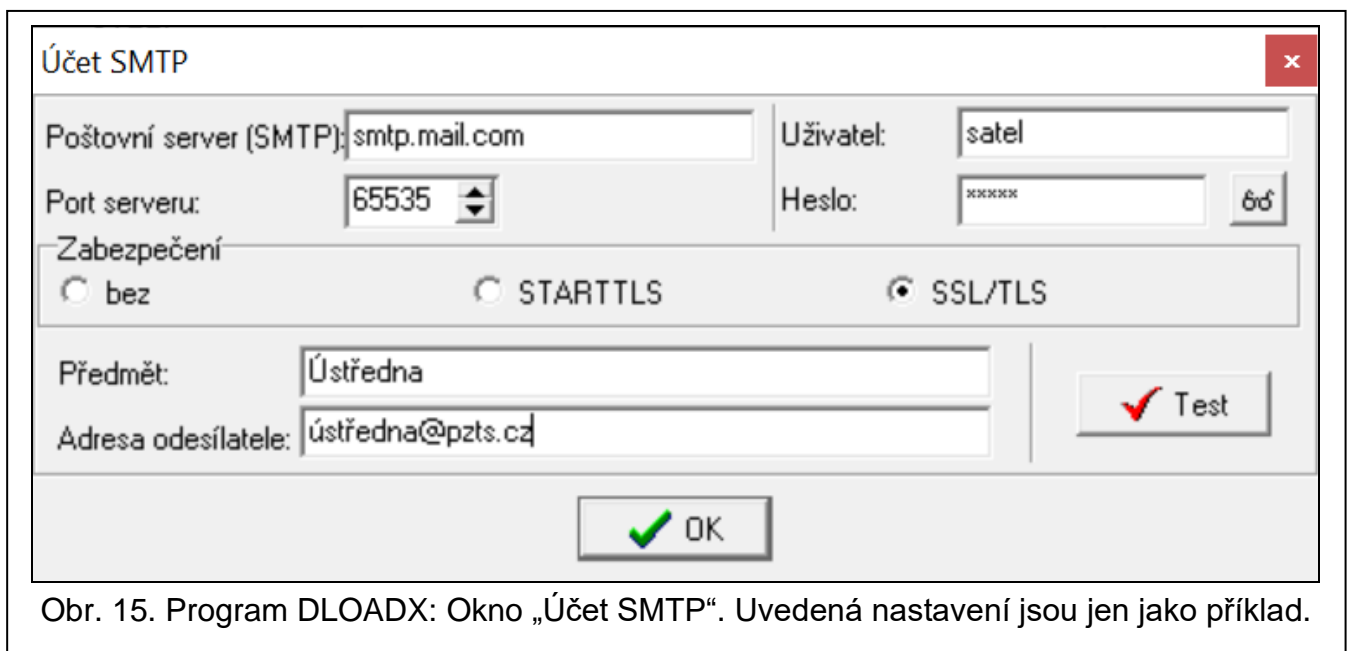 Účet SMTP
Poštovní server (SMTP): smtp.mail.com Uživatel: satel
Port serveru: 65535 Heslo: *****
Zabezpečení
bez STARTTLS SSL/TLS
Předmět: Ústředna
Test
Adresa odesílatele: ústředna@pzts.cz
OK
Obr. 15. Program DLOADX: Okno „Účet SMTP“. Uvedená nastavení jsou jen jako příklad.